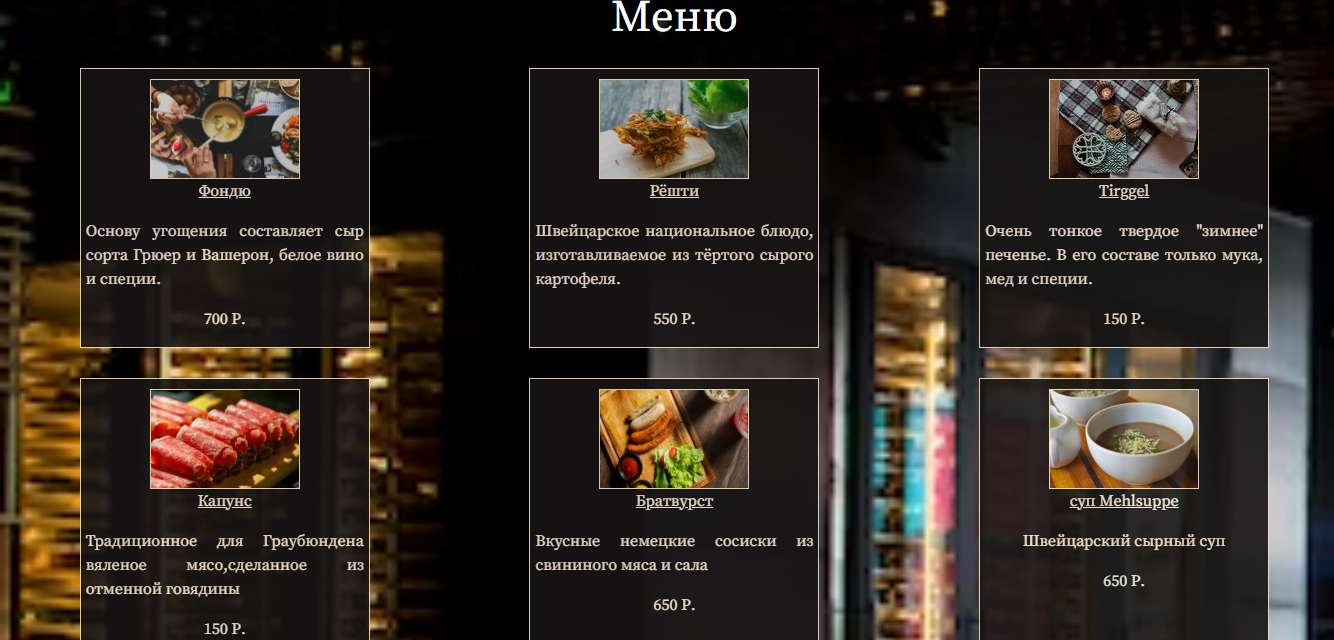 Меню
Фондю
Основу угощения составляет сыр
сорта Грюер и Вашерон, белое вино
и специи.
700 Р.
Рёшти
Швейцарское национальное блюдо,
изготавливаемое из тёртого сырого
картофеля.
550 Р.
Tirggel
Очень тонкое твердое "зимнее"
печенье. В его составе только мука,
мед и специи.
150 Р.
Капунс
Традиционное для Граубюндена
вяленое мясо,сделанное из
отменной говядины
150 Р.
Братвурст
Вкусные немецкие сосиски из
свининого мяса и сала
650 Р.
суп Mehlsuppe
Швейцарский сырный суп
650 Р.